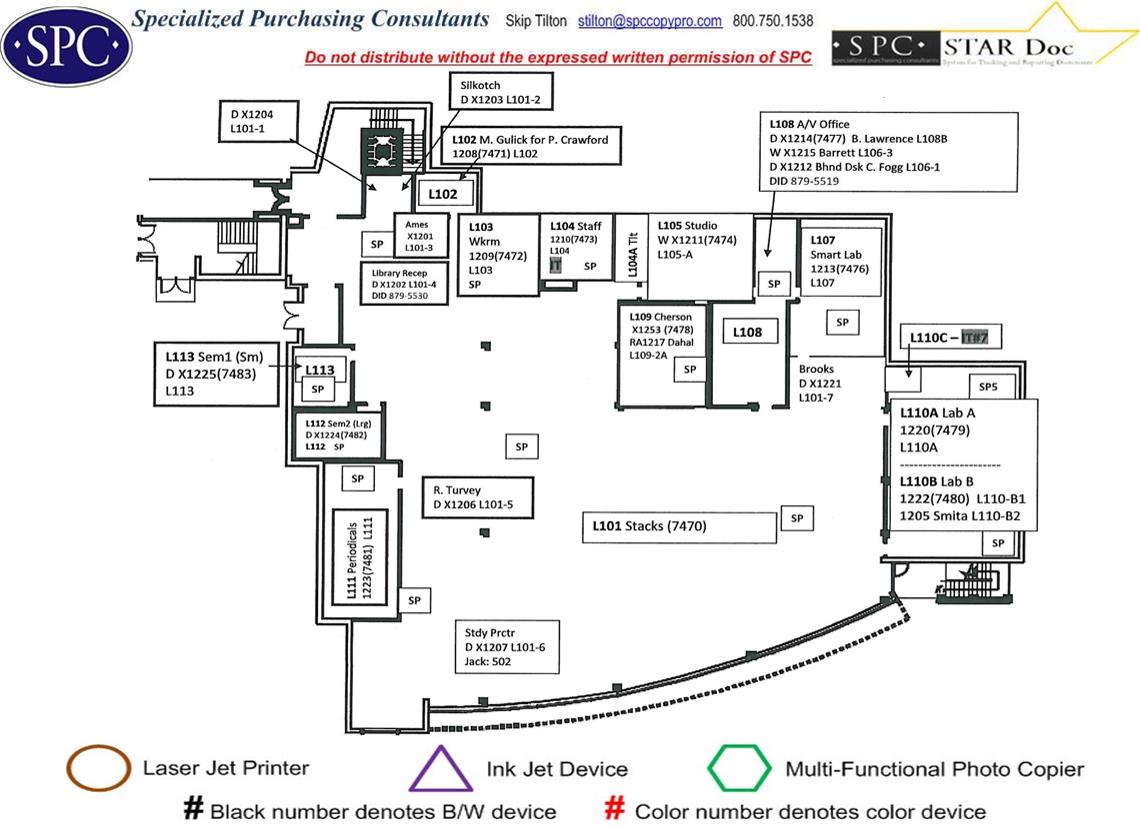 SPC
Specialized Purchasing Consultants Skip Tilton stilton@spccopypro.com 800.750.1538
Do not distribute without the expressed written permission of SPC
·SPC· STAR Doc
specialized purchasing consultants System for Tracking and Reporting Documents
Silkotch
D X1203 L101-2
D X1204
L101-1
L102 M. Gulick for P. Crawford
1208(7471) L102
L108 A/V Office
D X1214(7477) B. Lawrence L108B
W X1215 Barrett L106-3
D X1212 Bhnd Dsk C. Fogg L106-1
DID 879-5519
L102
Ames
X1201
L101-3
SP
Library Recep
D X1202 L101-4
DID 879-5530
L103
Wkrm
1209(7472)
L103
SP
L104 Staff
1210(7473)
L104
IT
SP
L104A Tlt
L105 Studio
W X1211(7474)
L105-A
SP
L107
Smart Lab
1213(7476)
L107
SP
L109 Cherson
X1253 (7478)
RA1217 Dahal
L109-2A
SP
L108
L110C – IT#7
Brooks
D X1221
L101-7
SP5
L113 Sem1 (Sm)
D X1225(7483)
L113
L113
SP
L112 Sem2 (Lrg)
D X1224(7482)
L112 SP
L110A Lab A
1220(7479)
L110A
------------------------
L110B Lab B
1222(7480) L110-B1
1205 Smita L110-B2
SP
SP
SP
R. Turvey
D X1206 L101-5
L101 Stacks (7470)
SP
L111 Periodicals
1223(7481) L111
SP
Stdy Prctr
D X1207 L101-6
Jack: 502
Laser Jet Printer
Ink Jet Device
Multi-Functional Photo Copier
# Black number denotes B/W device
# Color number denotes color device